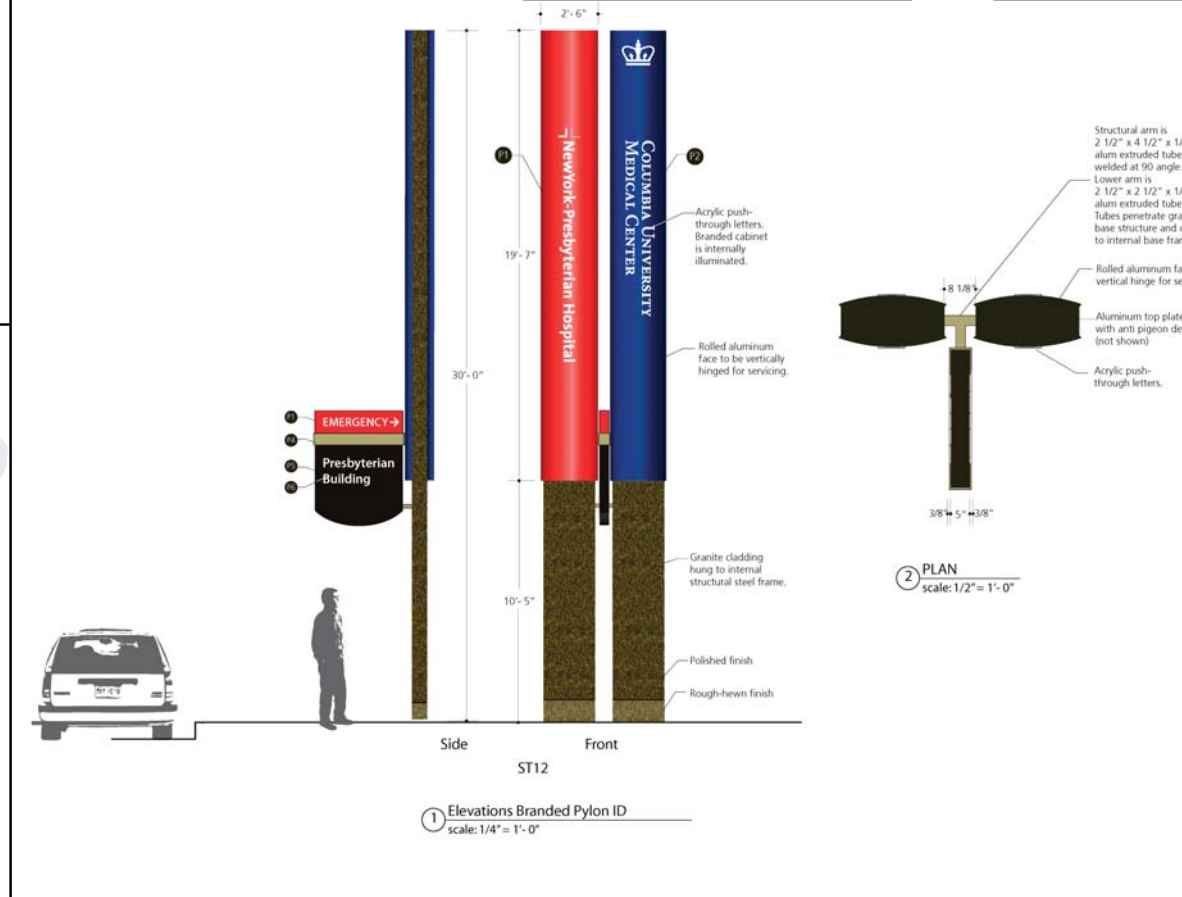 2'- 6"
NewYork-Presbyterian Hospital
COLUMBIA UNIVERSITY
MEDICAL CENTER
P1
P2
Acrylic push-
through letters.
Branded cabinet
is internally
illuminated.
19'- 7"
Rolled aluminum
face to be vertically
hinged for servicing.
30'- 0"
P3
EMERGENCY→
P4
P5
Presbyterian
Building
P6
Granite cladding
hung to internal
structural steel frame.
10'- 5"
Polished finish
Rough-hewn finish
Side
Front
ST12
1
Elevations Branded Pylon ID
scale: 1/4" = 1'- 0"
Structural arm is
2 1/2" x 4 1/2" x 1/
alum extruded tube
welded at 90 angle.
Lower arm is
2 1/2" x 2 1/2" x 1/
alum extruded tube
Tubes penetrate gra
base structure and
to internal base fra
8 1/8"
Rolled aluminum fa
vertical hinge for se
Aluminum top plate
with anti pigeon de
(not shown)
Acrylic push-
through letters.
3/8"
5"
3/8"
2
PLAN
scale: 1/2" = 1'- 0"